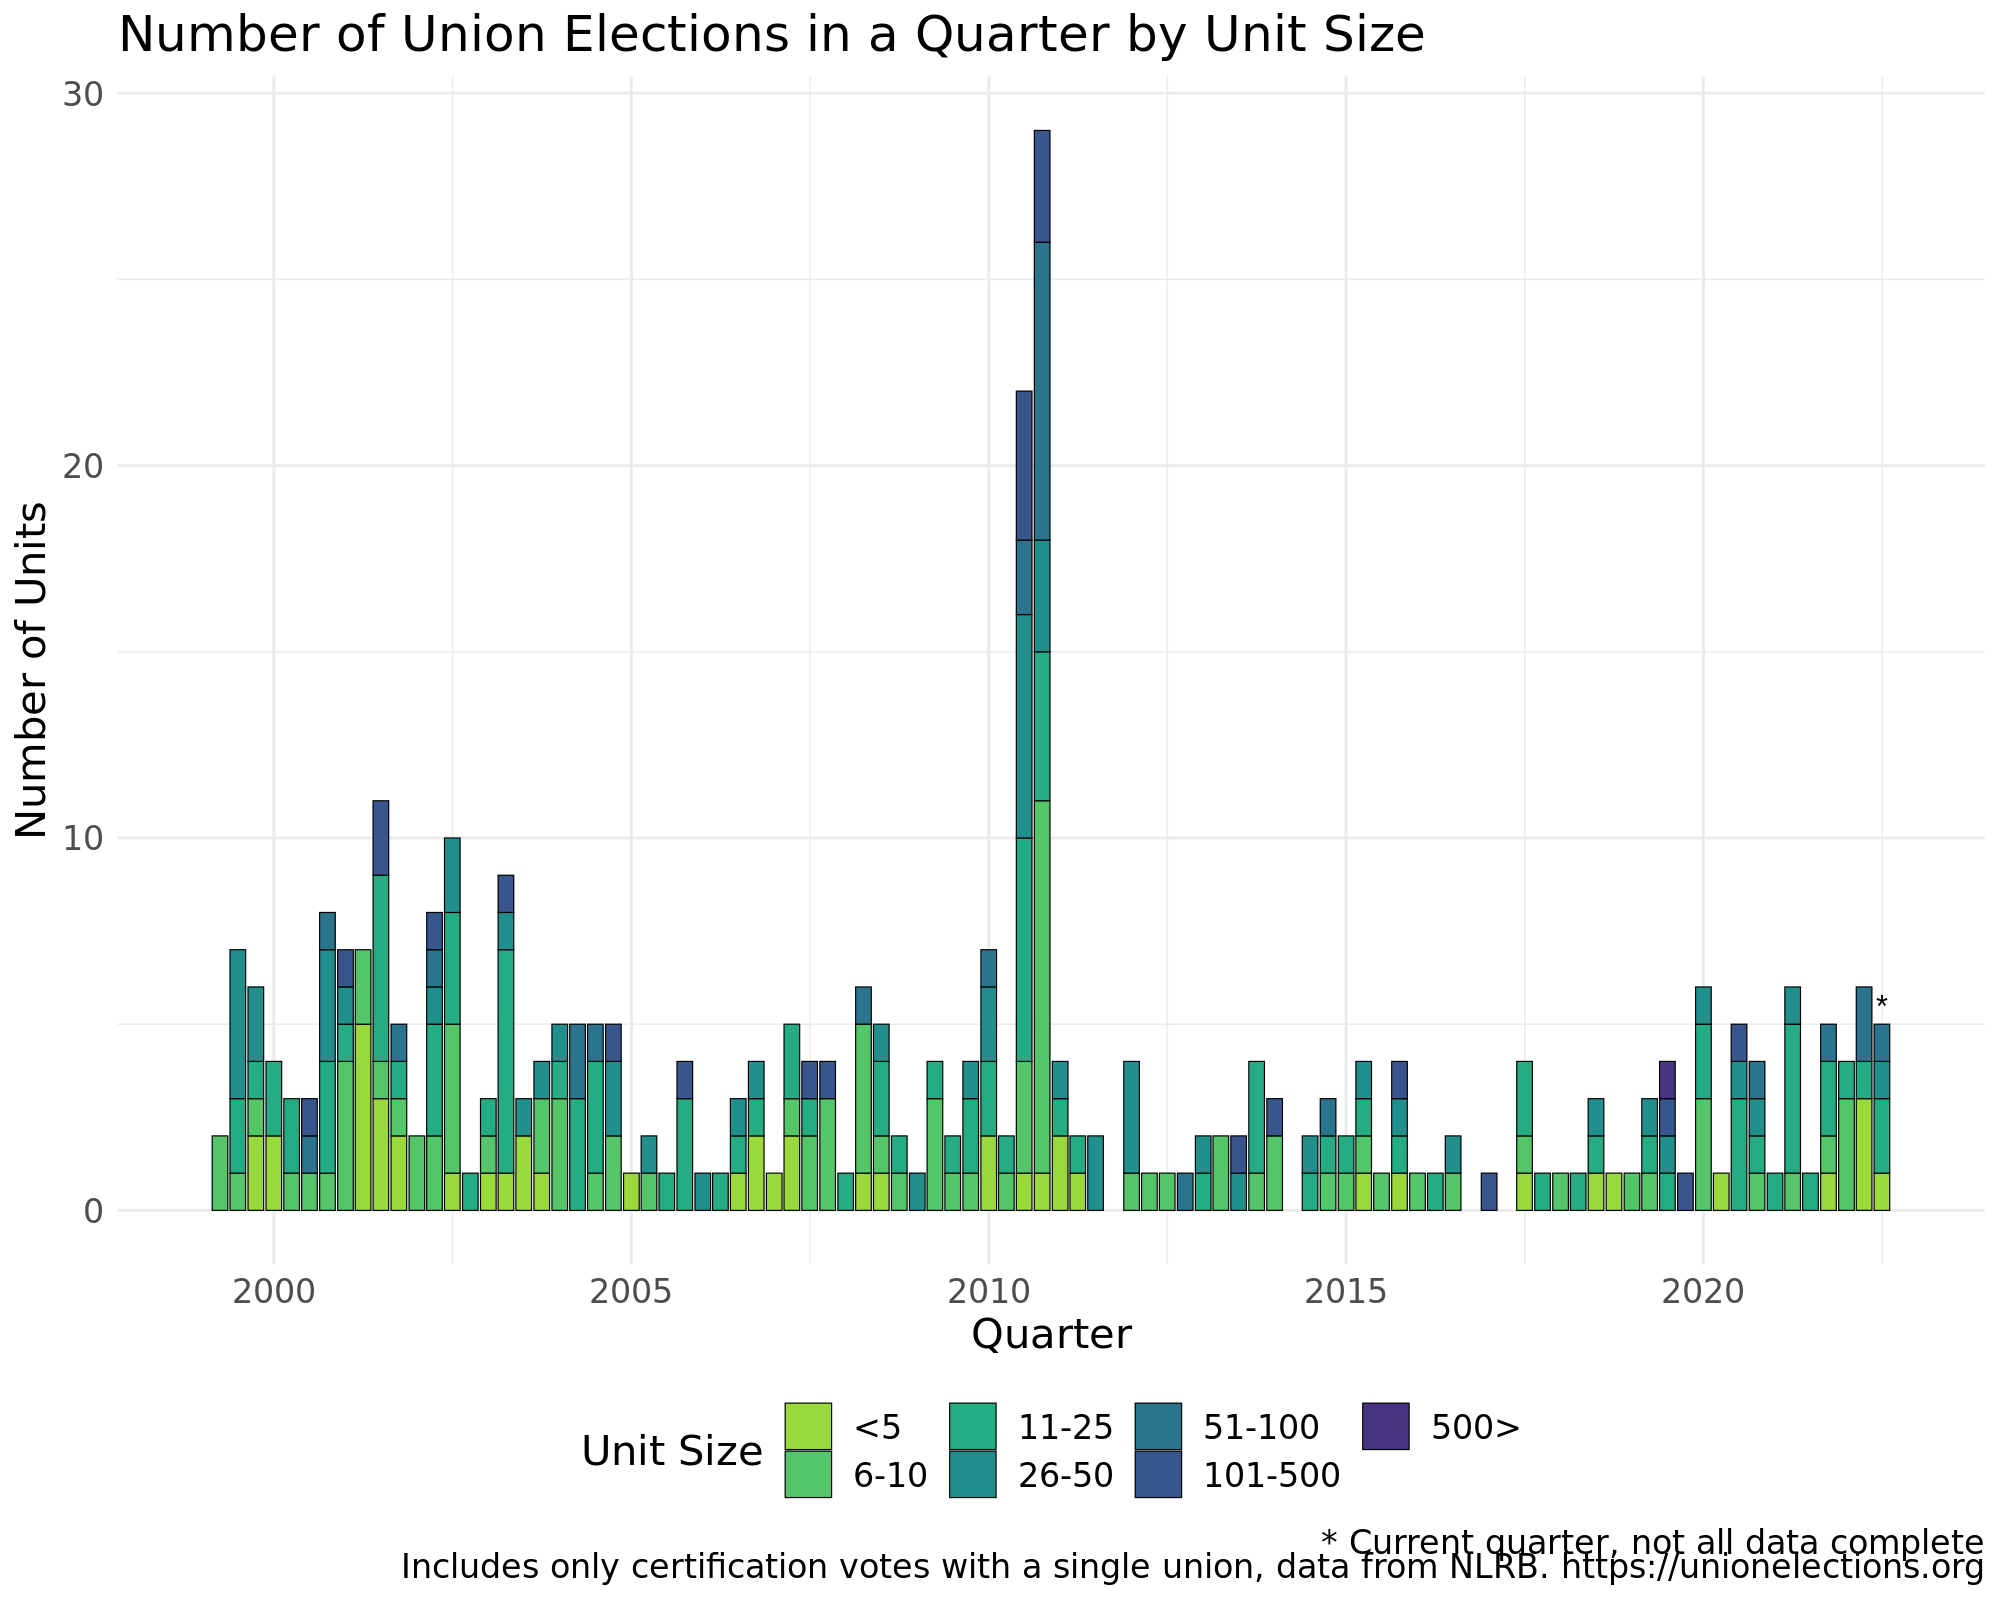 Number of Union Elections in a Quarter by Unit Size
Number of Units
30
20
10
0
*
2000 2005 2010 2015 2020
Quarter
Unit Size
<5 11-25 51-100 500>
6-10 26-50 101-500
* Current quarter, not all data complete
Includes only certification votes with a single union, data from NLRB. https://unionelections.org